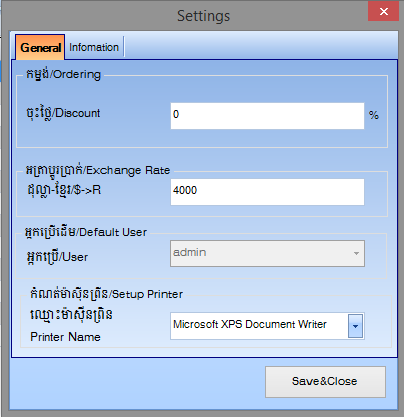 Settings
General Infomation
កម្មង់/Ordering
ចុះថ្លៃ/Discount 0 %
អត្រាប្តូរប្រាក់/Exchange Rate
ដុល្លា-ខ្មែរ/$->R 4000
អ្នកប្រើដើម/Default User
អ្នកប្រើ/User admin
កំណត់ម៉ាស៊ីនព្រីន/Setup Printer
ឈ្មោះម៉ាស៊ីនព្រីន
Printer Name Microsoft XPS Document Writer
Save&Close